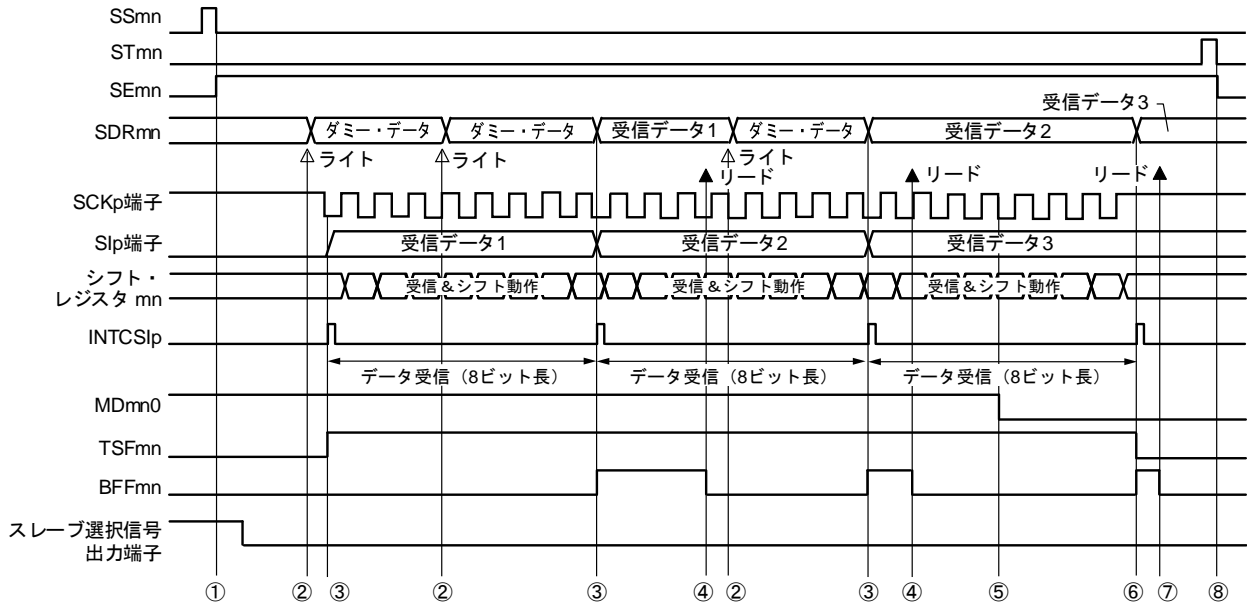 SSmn
STmn
SEmn
受信データ3
SDRmn ダミー・データ ダミー・データ 受信データ1 ダミー・データ 受信データ2
ライト ライト ライト
リード リード リード
SCKp端子
SIp端子 受信データ1 受信データ2 受信データ3
シフト・
レジスタ mn 受信&シフト動作 受信&シフト動作 受信&シフト動作
INTCSIp
データ受信(8ビット長) データ受信(8ビット長) データ受信(8ビット長)
MDmn0
TSFmn
BFFmn
スレーブ選択信号
出力端子
① ② ③ ② ③ ④ ② ③ ④ ⑤ ⑥ ⑦ ⑧